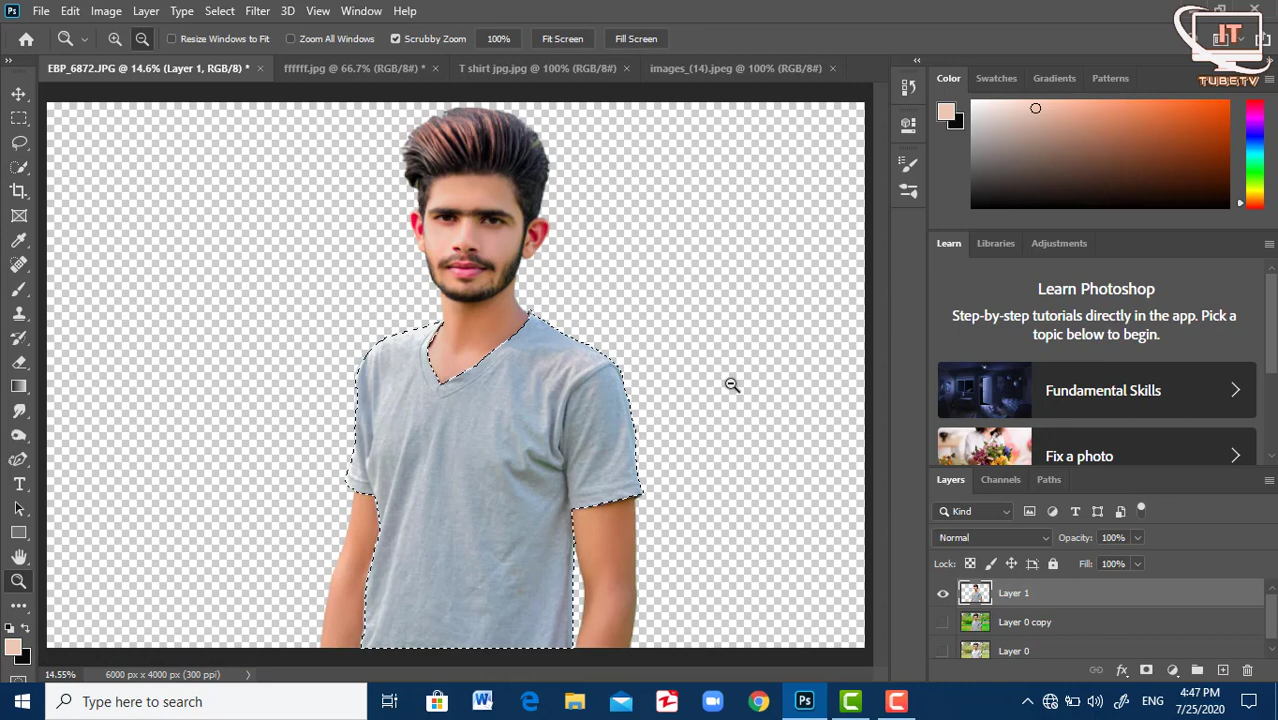 Ps File Edit Image Layer Type Select Filter 3D View Window Help
Resize Windows to Fit Zoom All Windows Scrubby Zoom 100% Fit Screen Fill Screen
IT
TUBETV
EBP_6872.JPG @ 14.6% (Layer 1, RGB/8) * ffffff.jpg @ 66.7% (RGB/8#) * T shirt jpg.jpg @ 100% (RGB/8#) images_(14).jpeg @ 100% (RGB/8#)
Color Swatches Gradients Patterns
Learn Libraries Adjustments
Learn Photoshop
Step-by-step tutorials directly in the app. Pick a
topic below to begin.
Fundamental Skills
Fix a photo
Layers Channels Paths
Kind
Normal Opacity: 100%
Lock: Fill: 100%
Layer 1
Layer 0 copy
Layer 0
14.55% 6000 px x 4000 px (300 ppi)
Type here to search
W
Ps
C
C
ENG
4:47 PM
7/25/2020